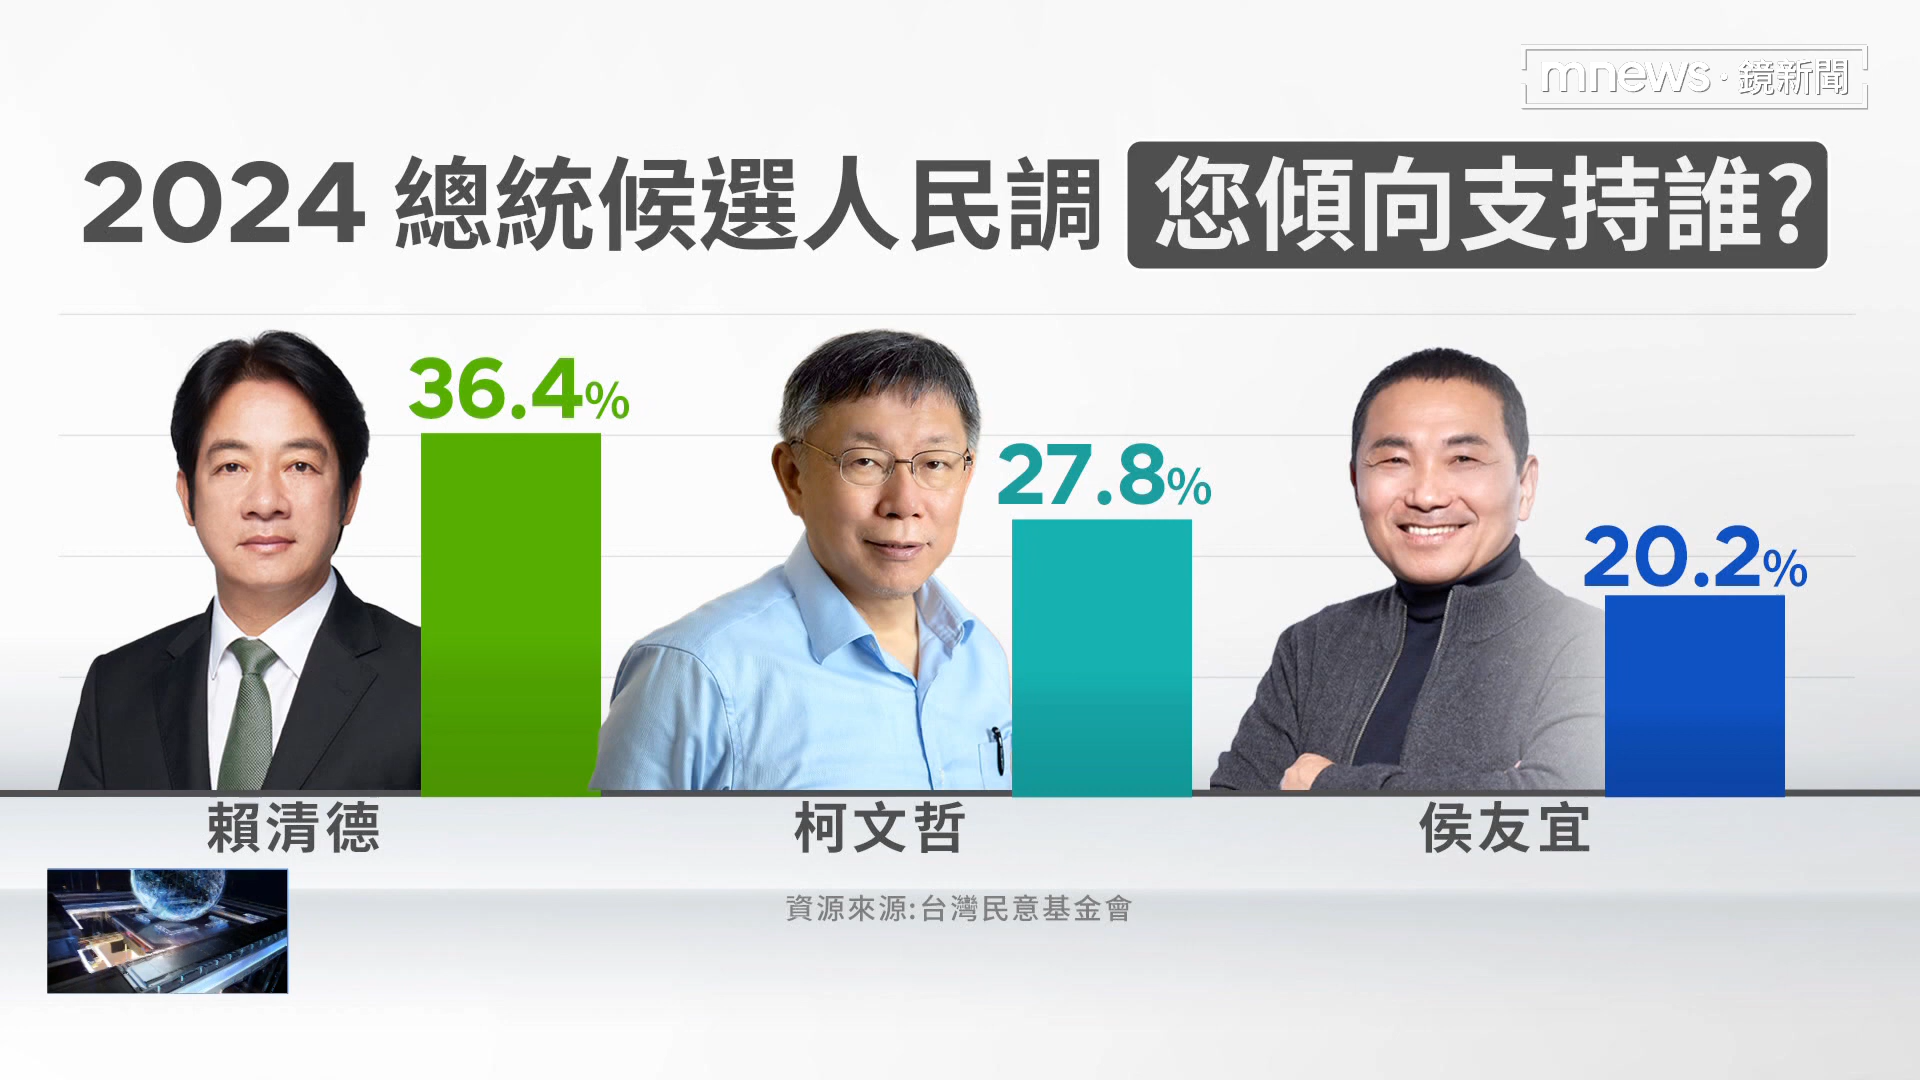 mnews·鏡新聞
2024 總統候選人民調 您傾向支持誰?
36.4%
27.8%
20.2%
賴清德
柯文哲
侯友宜
資源來源:台灣民意基金會